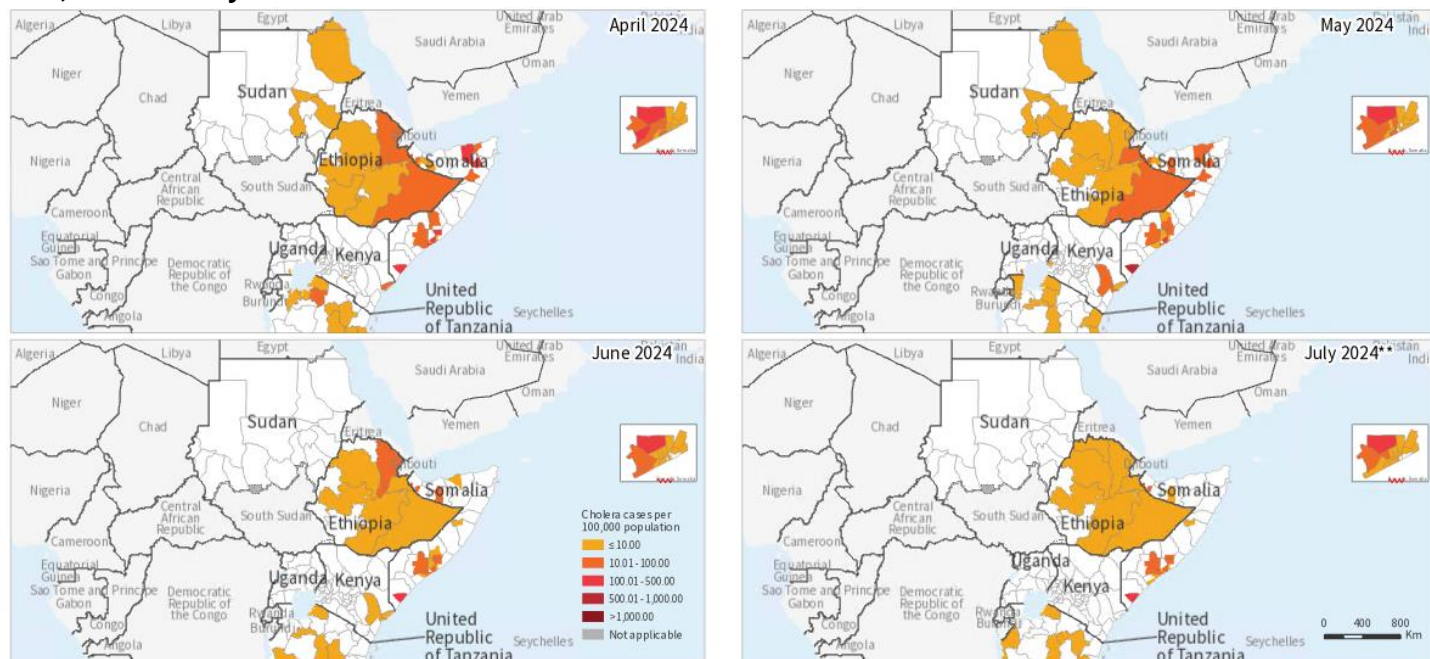 April 2024
Algeria
Libya
Egypt
United Arab
Emirates
Saudi Arabia
Oman
Niger
Chad
Sudan
Eritrea
Yemen
Djibouti
Nigeria
Ethiopia
Somalia
Central
African
Republic
South Sudan
Cameroon
Equatorial
Guinea
Sao Tome and Principe
Gabon
Uganda
Kenya
Democratic
Republic of
the Congo
Congo
Rwanda
Burundi
United
Republic
of Tanzania
Angola
Seychelles
May 2024
Algeria
Libya
Egypt
United Arab
Emirates
Pakistan
India
Saudi Arabia
Oman
Niger
Chad
Sudan
Eritrea
Yemen
Djibouti
Nigeria
Ethiopia
Somalia
Central
African
Republic
South Sudan
Cameroon
Equatorial
Guinea
Sao Tome and Principe
Gabon
Uganda
Kenya
Democratic
Republic of
the Congo
Congo
Rwanda
Burundi
United
Republic
of Tanzania
Angola
Seychelles
June 2024
Algeria
Libya
Egypt
United Arab
Emirates
Pakistan
India
Saudi Arabia
Oman
Niger
Chad
Sudan
Eritrea
Yemen
Djibouti
Nigeria
Ethiopia
Somalia
Central
African
Republic
South Sudan
Cameroon
Equatorial
Guinea
Sao Tome and Principe
Gabon
Uganda
Kenya
Democratic
Republic of
the Congo
Congo
Rwanda
Burundi
United
Republic
of Tanzania
Angola
Seychelles
Cholera cases per
100,000 population
≤ 10.00
10.01 - 100.00
100.01 - 500.00
500.01 - 1,000.00
>1,000.00
Not applicable
July 2024**
Algeria
Libya
Egypt
United Arab
Emirates
Pakistan
India
Saudi Arabia
Oman
Niger
Chad
Sudan
Eritrea
Yemen
Djibouti
Nigeria
Ethiopia
Somalia
Central
African
Republic
South Sudan
Cameroon
Equatorial
Guinea
Sao Tome and Principe
Gabon
Uganda
Kenya
Democratic
Republic of
the Congo
Congo
Rwanda
Burundi
United
Republic
of Tanzania
Angola
Seychelles
0 400 800
Km